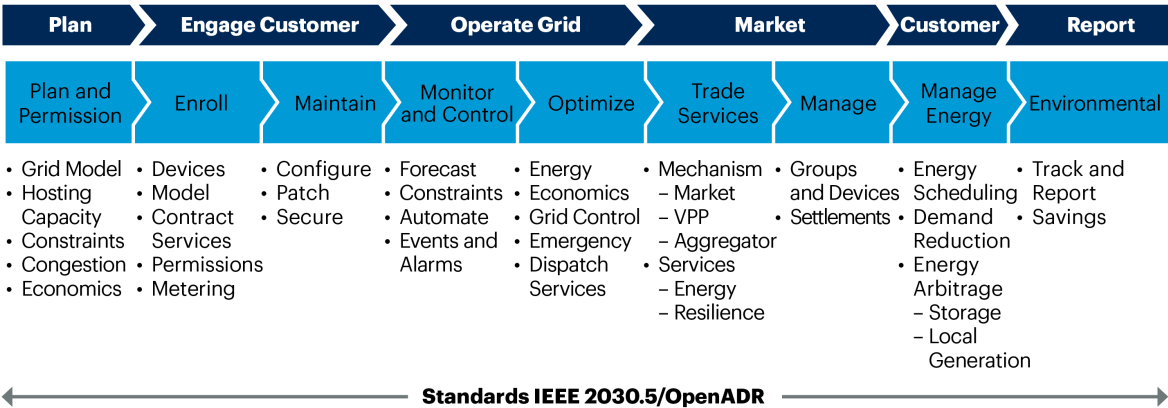 Plan
Engage Customer
Operate Grid
Market
Customer
Report
Plan and
Permission
Enroll
Maintain
Monitor
and Control
Optimize
Trade
Services
Manage
Manage
Energy
Environmental
• Grid Model
• Hosting
Capacity
• Constraints
• Congestion
• Economics
• Devices
Model
• Contract
Services
• Permissions
• Metering
• Configure
• Patch
• Secure
• Forecast
• Constraints
• Automate
• Events and
Alarms
• Energy
• Economics
• Grid Control
• Emergency
• Dispatch
Services
• Mechanism
– Market
– VPP
– Aggregator
• Services
– Energy
– Resilience
• Groups
and Devices
• Settlements
• Energy
Scheduling
• Demand
Reduction
• Energy
Arbitrage
– Storage
– Local
Generation
• Track and
Report
• Savings
Standards IEEE 2030.5/OpenADR